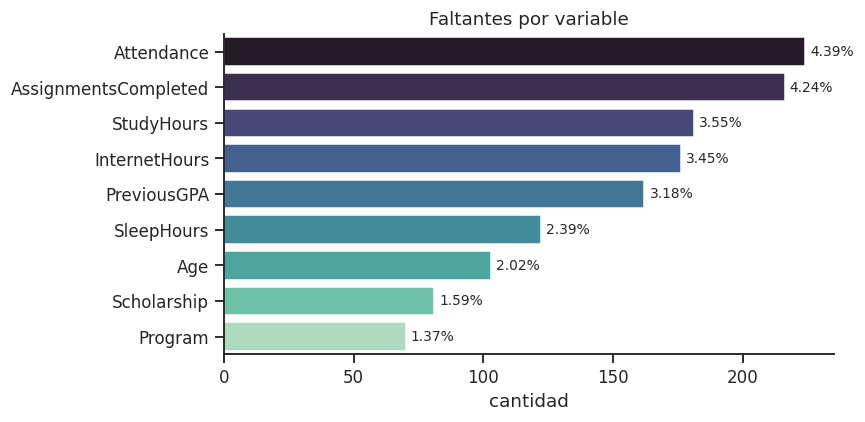 Faltantes por variable
Attendance 4.39%
AssignmentsCompleted 4.24%
StudyHours 3.55%
InternetHours 3.45%
PreviousGPA 3.18%
SleepHours 2.39%
Age 2.02%
Scholarship 1.59%
Program 1.37%
0 50 100 150 200
cantidad